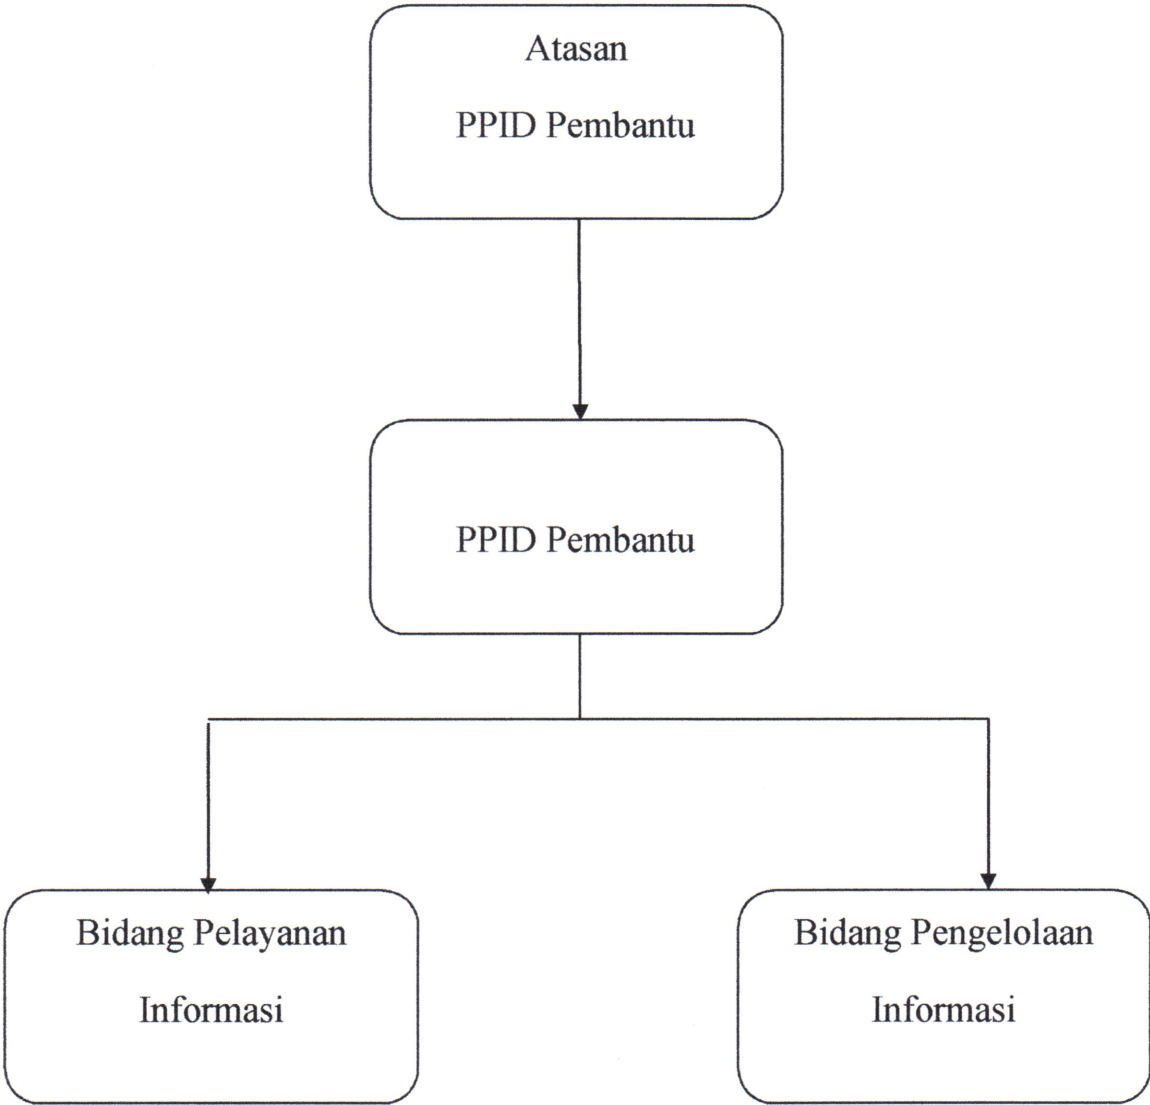 Atasan
PPID Pembantu
PPID Pembantu
Bidang Pelayanan
Informasi
Bidang Pengelolaan
Informasi